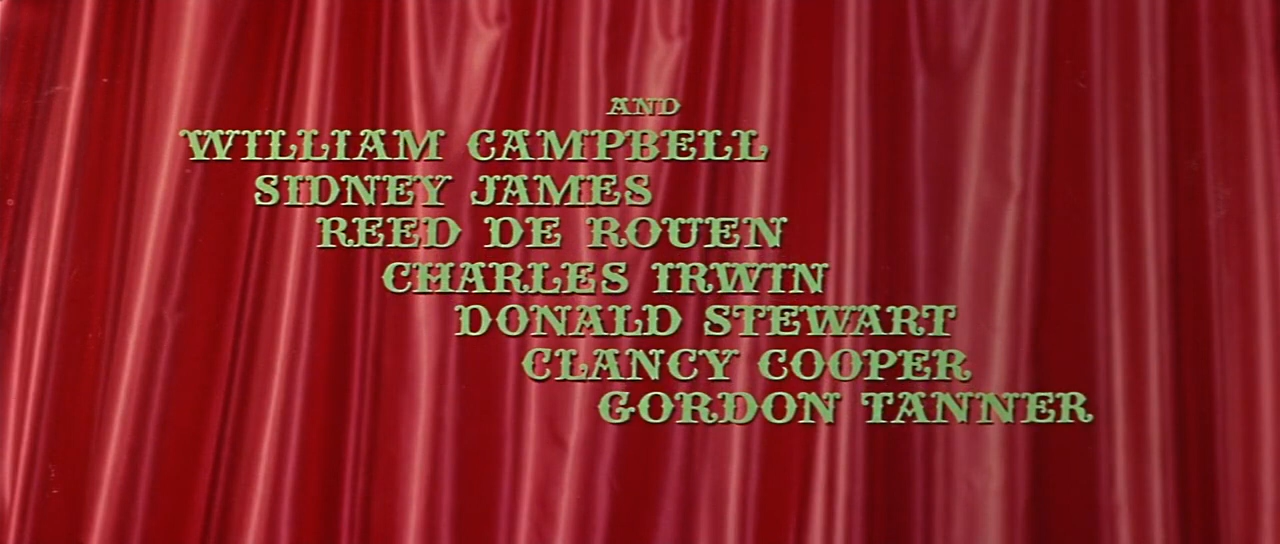 AND
WILLIAM CAMPBELL
SIDNEY JAMES
REED DE ROUEN
CHARLES IRWIN
DONALD STEWART
CLANCY COOPER
GORDON TANNER